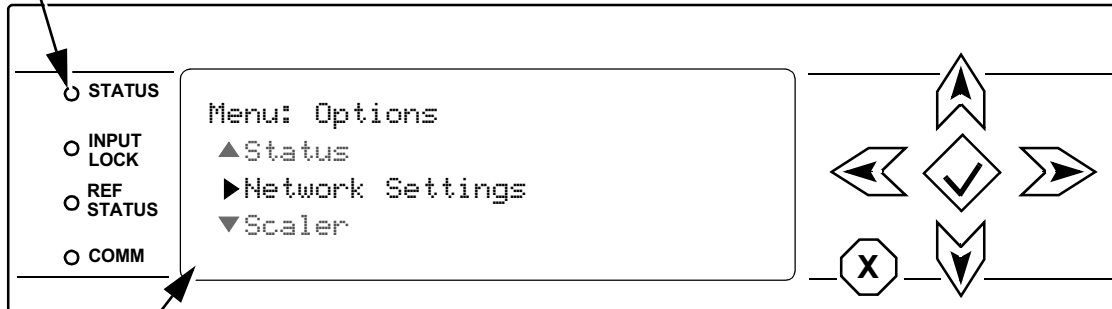 STATUS
INPUT
LOCK
REF
STATUS
COMM
Menu: Options
▲Status
▶Network Settings
▼Scaler
X